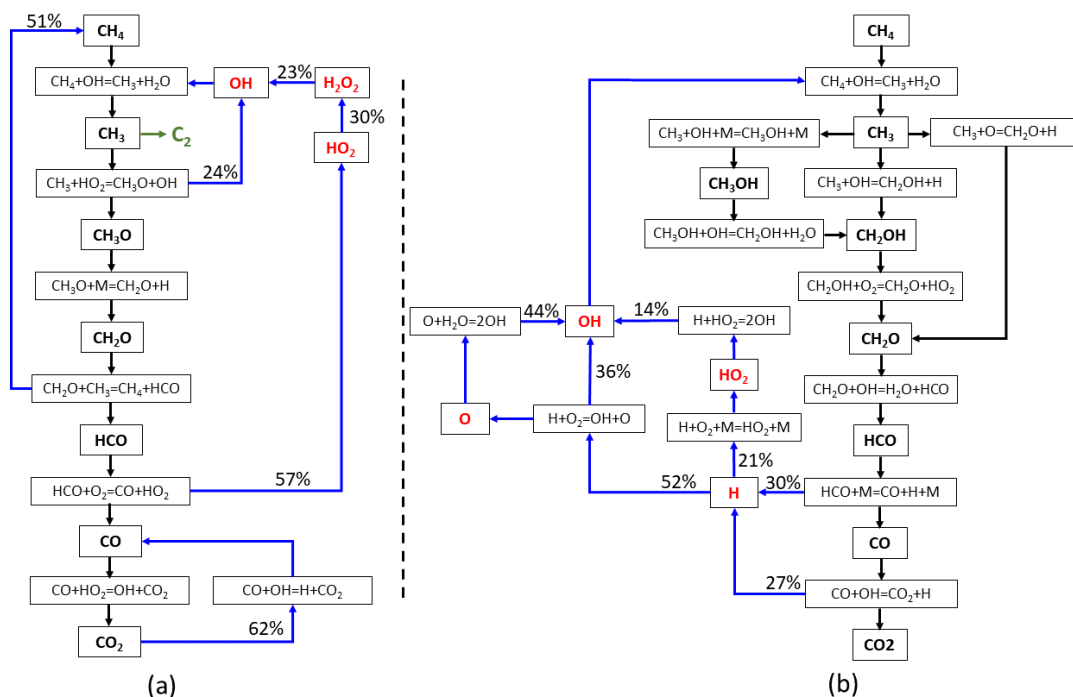 51%
CH₄
CH₄+OH=CH₃+H₂O
OH
23%
H₂O₂
30%
HO₂
CH₃
C₂
CH₃+HO₂=CH₃O+OH
24%
CH₃O
CH₃O+M=CH₂O+H
CH₂O
CH₂O+CH₃=CH₄+HCO
HCO
HCO+O₂=CO+HO₂
57%
CO
CO+HO₂=OH+CO₂
CO+OH=H+CO₂
CO₂
62%
(a)
CH₄
CH₄+OH=CH₃+H₂O
CH₃+OH+M=CH₃OH+M
CH₃
CH₃+O=CH₂O+H
CH₃OH
CH₃+OH=CH₂OH+H
CH₃OH+OH=CH₂OH+H₂O
CH₂OH
CH₂OH+O₂=CH₂O+HO₂
O+H₂O=2OH
44%
OH
14%
H+HO₂=2OH
CH₂O
36%
HO₂
CH₂O+OH=H₂O+HCO
O
H+O₂=OH+O
H+O₂+M=HO₂+M
HCO
21%
52%
H
30%
HCO+M=CO+H+M
CO
27%
CO+OH=CO₂+H
CO2
(b)